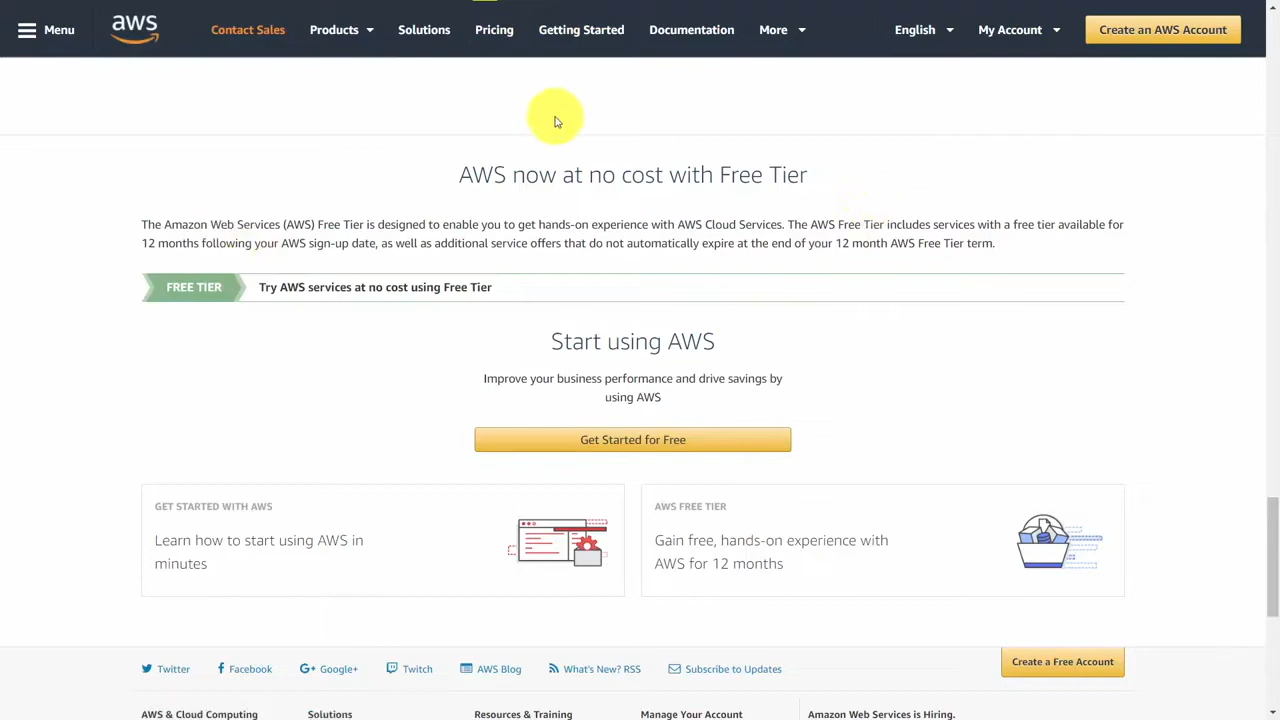 Menu
aws
Contact Sales
Products
Solutions
Pricing
Getting Started
Documentation
More
English
My Account
Create an AWS Account
AWS now at no cost with Free Tier
The Amazon Web Services (AWS) Free Tier is designed to enable you to get hands-on experience with AWS Cloud Services. The AWS Free Tier includes services with a free tier available for
12 months following your AWS sign-up date, as well as additional service offers that do not automatically expire at the end of your 12 month AWS Free Tier term.
FREE TIER
Try AWS services at no cost using Free Tier
Start using AWS
Improve your business performance and drive savings by
using AWS
Get Started for Free
GET STARTED WITH AWS
Learn how to start using AWS in
minutes
AWS FREE TIER
Gain free, hands-on experience with
AWS for 12 months
Twitter
Facebook
Google+
Twitch
AWS Blog
What's New? RSS
Subscribe to Updates
Create a Free Account
AWS & Cloud Computing
Solutions
Resources & Training
Manage Your Account
Amazon Web Services is Hiring.